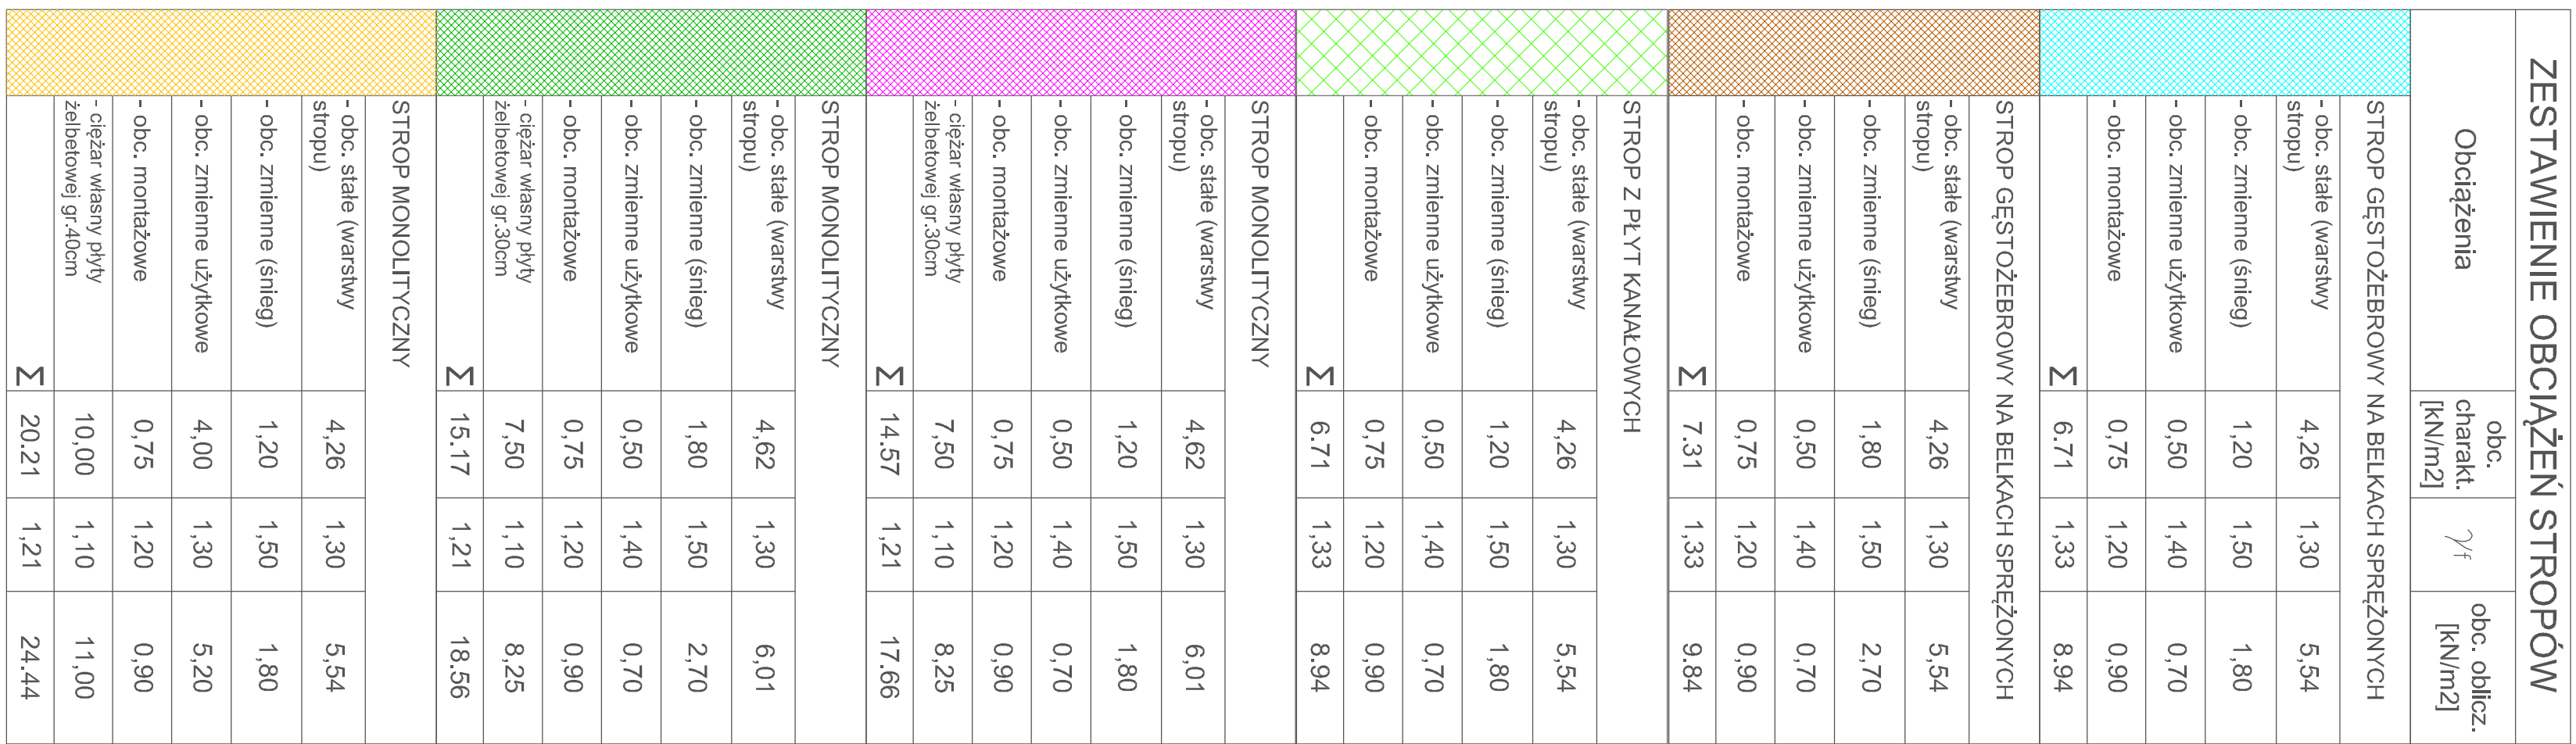 ZESTAWIENIE OBCIĄŻEŃ STROPÓW
Obciążenia obc. charakt. [kN/m2] γf obc. oblicz. [kN/m2]
STROP GĘSTOŻEBROWY NA BELKACH SPRĘŻONYCH
- obc. stałe (warstwy stropu) 4,26 1,30 5,54
- obc. zmienne (śnieg) 1,20 1,50 1,80
- obc. zmienne użytkowe 0,50 1,40 0,70
- obc. montażowe 0,75 1,20 0,90
Σ 6.71 1,33 8.94
STROP GĘSTOŻEBROWY NA BELKACH SPRĘŻONYCH
- obc. stałe (warstwy stropu) 4,26 1,30 5,54
- obc. zmienne (śnieg) 1,80 1,50 2,70
- obc. zmienne użytkowe 0,50 1,40 0,70
- obc. montażowe 0,75 1,20 0,90
Σ 7.31 1,33 9.84
STROP Z PŁYT KANAŁOWYCH
- obc. stałe (warstwy stropu) 4,26 1,30 5,54
- obc. zmienne (śnieg) 1,20 1,50 1,80
- obc. zmienne użytkowe 0,50 1,40 0,70
- obc. montażowe 0,75 1,20 0,90
Σ 6.71 1,33 8.94
STROP MONOLITYCZNY
- obc. stałe (warstwy stropu) 4,62 1,30 6,01
- obc. zmienne (śnieg) 1,20 1,50 1,80
- obc. zmienne użytkowe 0,50 1,40 0,70
- obc. montażowe 0,75 1,20 0,90
- ciężar własny płyty żelbetowej gr.30cm 7,50 1,10 8,25
Σ 14.57 1,21 17.66
STROP MONOLITYCZNY
- obc. stałe (warstwy stropu) 4,62 1,30 6,01
- obc. zmienne (śnieg) 1,80 1,50 2,70
- obc. zmienne użytkowe 0,50 1,40 0,70
- obc. montażowe 0,75 1,20 0,90
- ciężar własny płyty żelbetowej gr.30cm 7,50 1,10 8,25
Σ 15.17 1,21 18.56
STROP MONOLITYCZNY
- obc. stałe (warstwy stropu) 4,26 1,30 5,54
- obc. zmienne (śnieg) 1,20 1,50 1,80
- obc. zmienne użytkowe 4,00 1,30 5,20
- obc. montażowe 0,75 1,20 0,90
- ciężar własny płyty żelbetowej gr.40cm 10,00 1,10 11,00
Σ 20.21 1,21 24.44